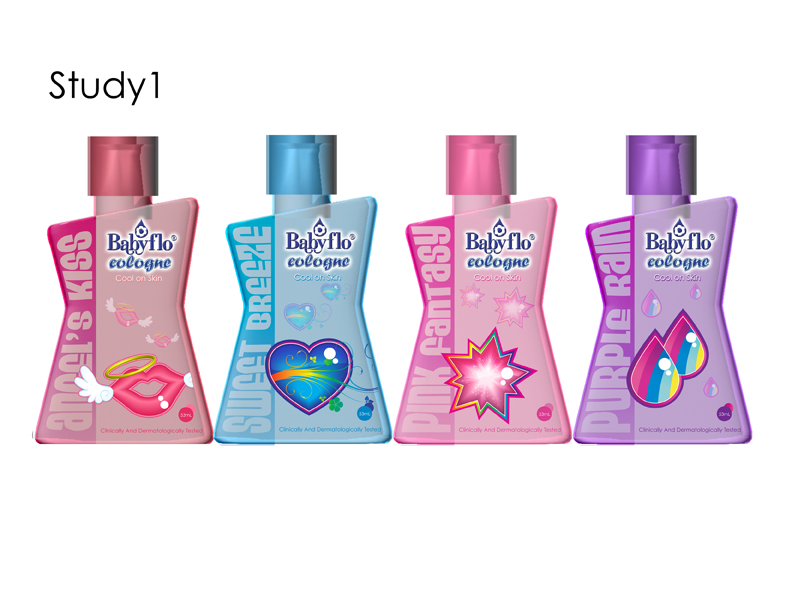 Study1
ANGEL'S KISS
Babyflo®
cologne
Cool on Skin
Clinically And Dermatologically Tested
SWEET BREEZE
Babyflo®
cologne
Cool on Skin
Clinically And Dermatologically Tested
PINK FANTASY
Babyflo®
cologne
Cool on Skin
Clinically And Dermatologically Tested
PURPLE RAIN
Babyflo®
cologne
Cool on Skin
Clinically And Dermatologically Tested